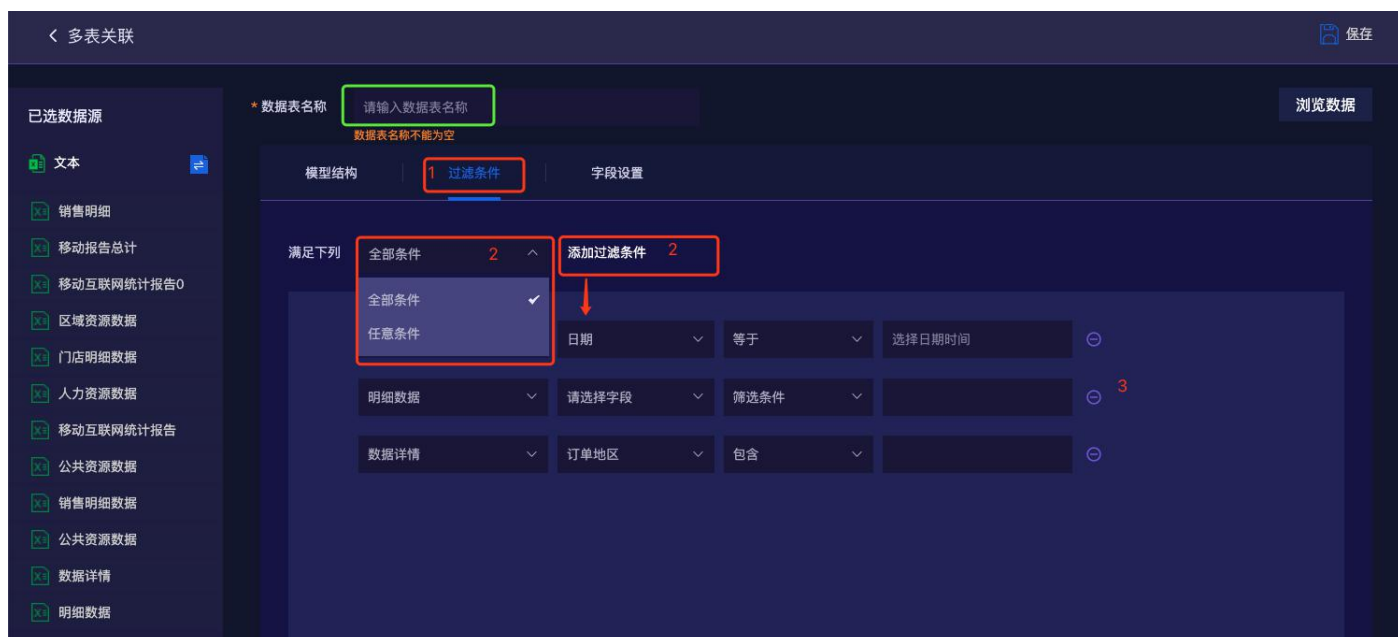 多表关联
保存
已选数据源
* 数据表名称 请输入数据表名称
浏览数据
数据表名称不能为空
文本
模型结构 1 过滤条件 字段设置
销售明细
移动报告总计
满足下列 全部条件 2 添加过滤条件 2
移动互联网统计报告0
全部条件
任意条件
区域资源数据
日期 等于 选择日期时间
门店明细数据
人力资源数据
明细数据 请选择字段 筛选条件 3
移动互联网统计报告
数据详情 订单地区 包含
公共资源数据
销售明细数据
公共资源数据
数据详情
明细数据